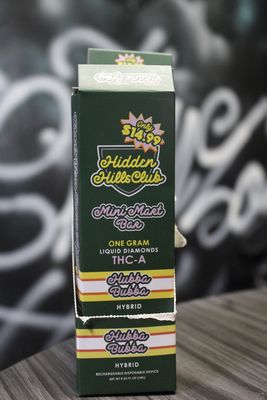 only
$14.99
Hidden
Hills Club
Mini Mart
Bar
ONE GRAM
LIQUID DIAMONDS
THC-A
Hubba
Bubba
HYBRID
Hubba
Bubba
HYBRID
RECHARGEABLE DISPOSABLE DEVICE